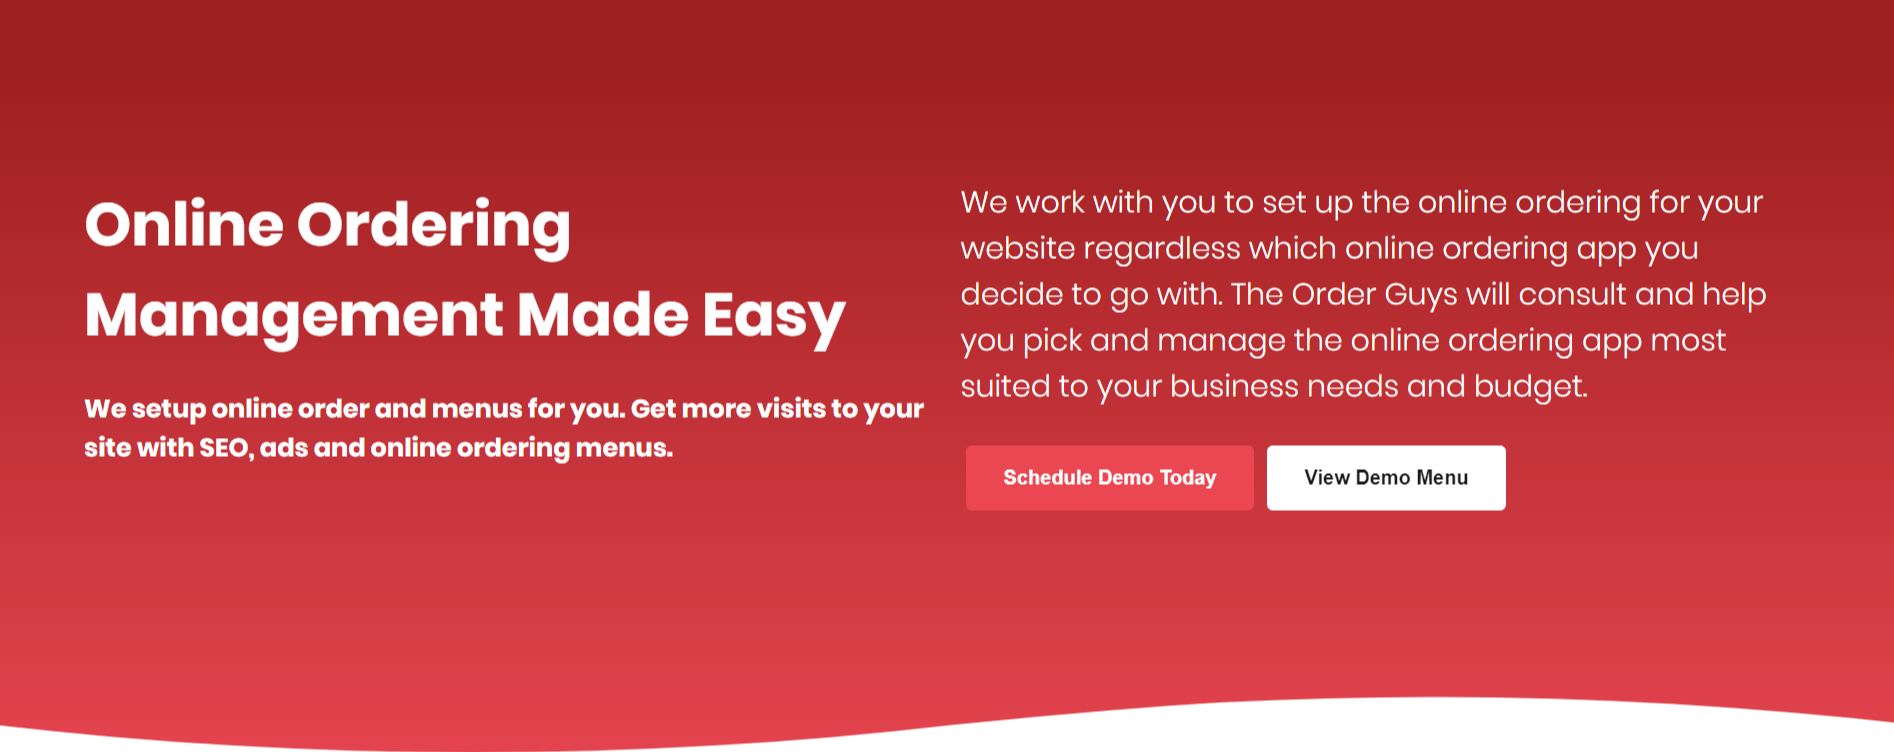 Online Ordering
Management Made Easy
We setup online order and menus for you. Get more visits to your
site with SEO, ads and online ordering menus.
We work with you to set up the online ordering for your
website regardless which online ordering app you
decide to go with. The Order Guys will consult and help
you pick and manage the online ordering app most
suited to your business needs and budget.
Schedule Demo Today
View Demo Menu